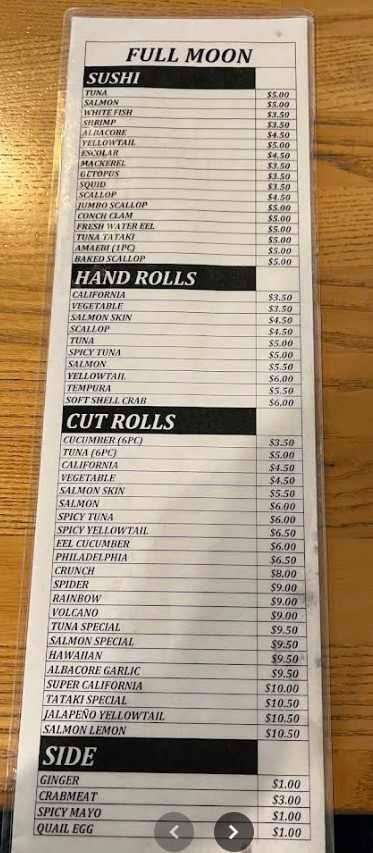 FULL MOON
SUSHI
TUNA $5.00
SALMON $5.00
WHITE FISH $3.50
SHRIMP $3.50
ALBACORE $4.50
YELLOWTAIL $5.00
ESCOLAR $4.50
MACKEREL $3.50
OCTOPUS $3.50
SQUID $3.50
SCALLOP $4.50
JUMBO SCALLOP $5.00
CONCH CLAM $5.00
FRESH WATER EEL $5.00
TUNA TATAKI $5.00
AMAEBI (1PC) $5.00
BAKED SCALLOP $5.00
HAND ROLLS
CALIFORNIA $3.50
VEGETABLE $3.50
SALMON SKIN $4.50
SCALLOP $4.50
TUNA $5.00
SPICY TUNA $5.00
SALMON $5.50
YELLOWTAIL $6.00
TEMPURA $5.50
SOFT SHELL CRAB $6.00
CUT ROLLS
CUCUMBER (6PC) $3.50
TUNA (6PC) $5.00
CALIFORNIA $4.50
VEGETABLE $4.50
SALMON SKIN $5.50
SALMON $6.00
SPICY TUNA $6.00
SPICY YELLOWTAIL $6.50
EEL CUCUMBER $6.00
PHILADELPHIA $6.50
CRUNCH $8.00
SPIDER $9.00
RAINBOW $9.00
VOLCANO $9.00
TUNA SPECIAL $9.50
SALMON SPECIAL $9.50
HAWAIIAN $9.50
ALBACORE GARLIC $9.50
SUPER CALIFORNIA $10.00
TATAKI SPECIAL $10.50
JALAPEÑO YELLOWTAIL $10.50
SALMON LEMON $10.50
SIDE
GINGER $1.00
CRABMEAT $3.00
SPICY MAYO $1.00
QUAIL EGG $1.00